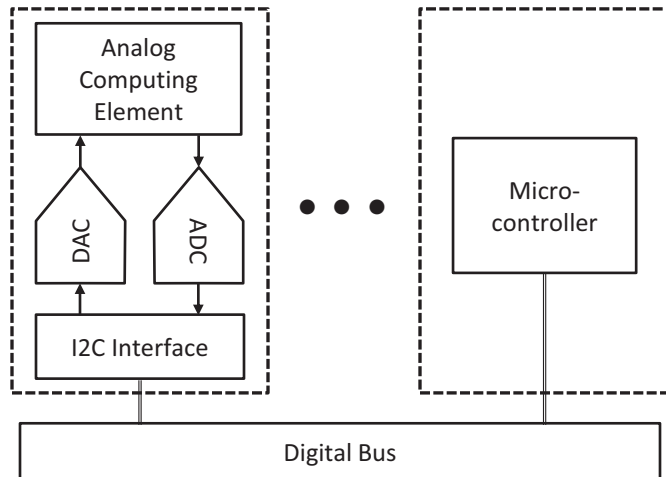 Analog
Computing
Element
DAC
ADC
I2C Interface
Micro-
controller
Digital Bus